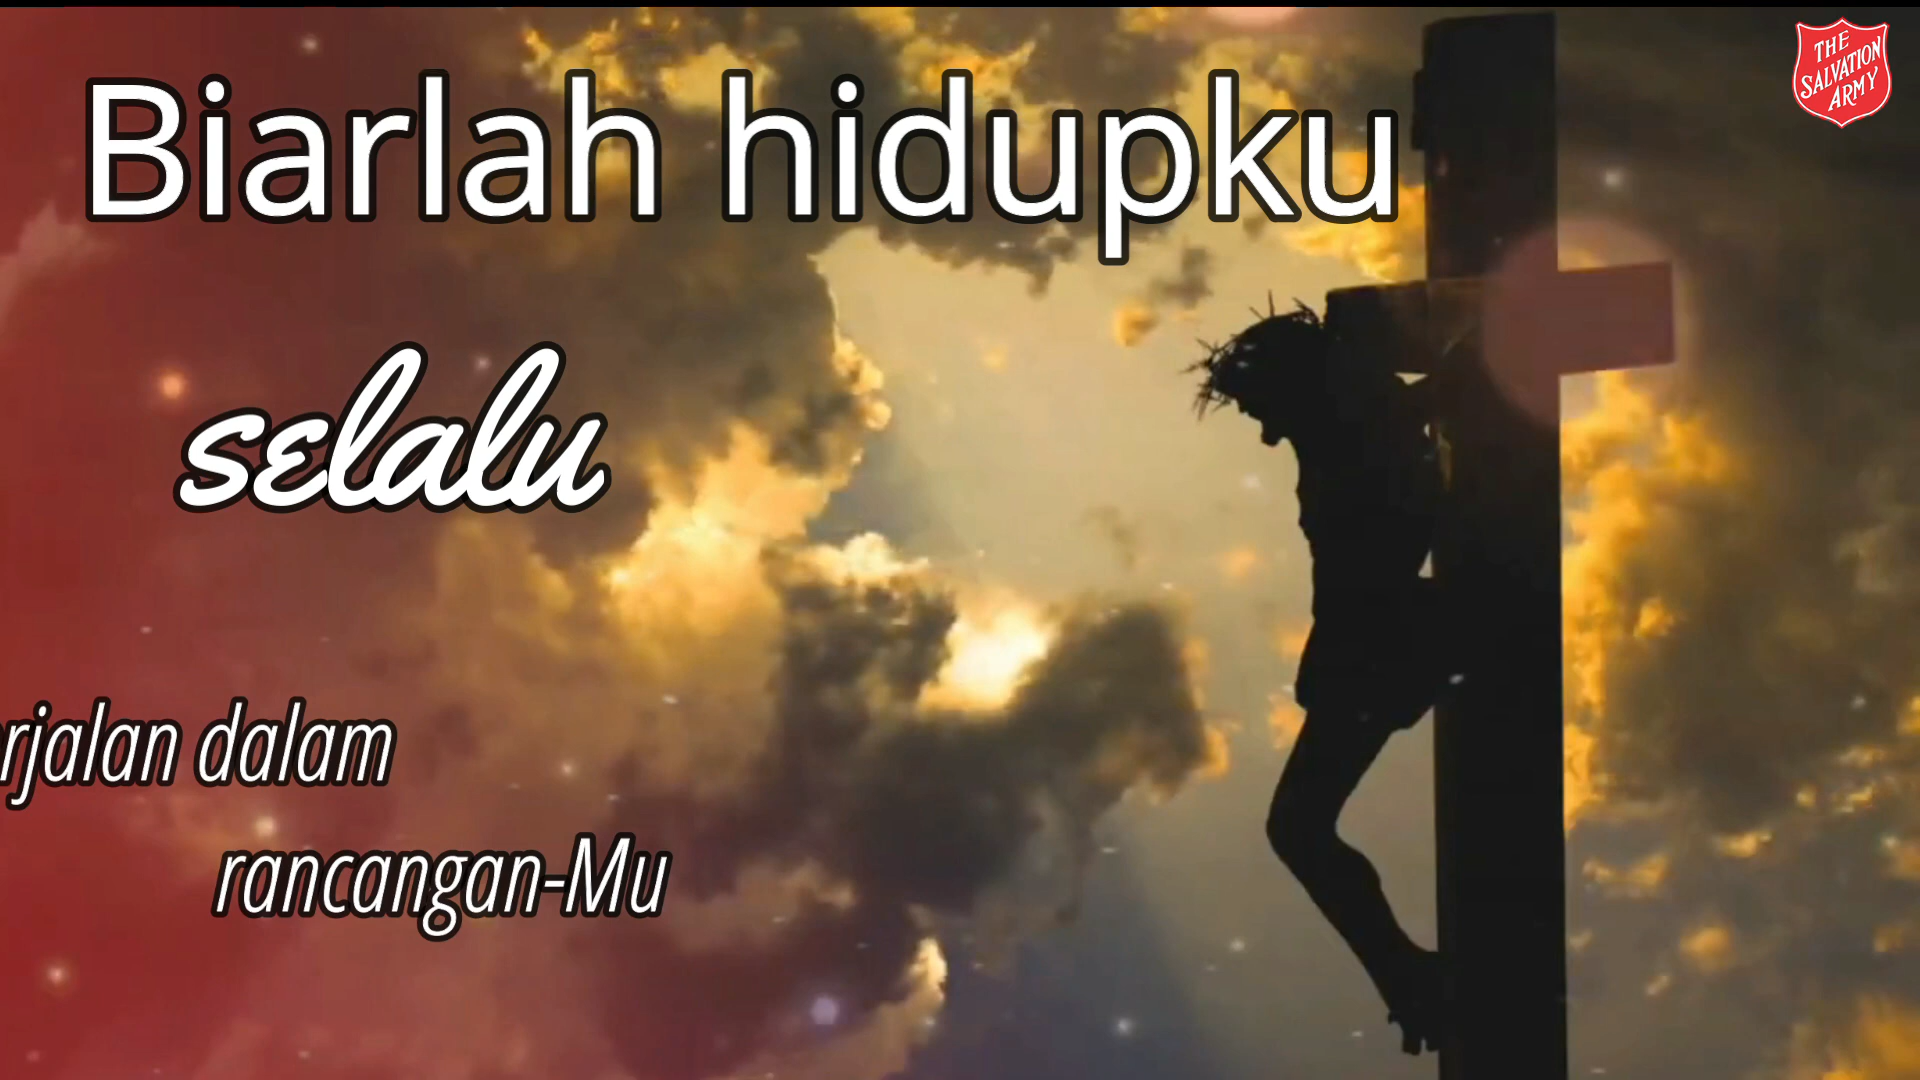 Biarlah hidupku
selalu
rjalan dalam
rancangan-Mu
THE
SALVATION
ARMY